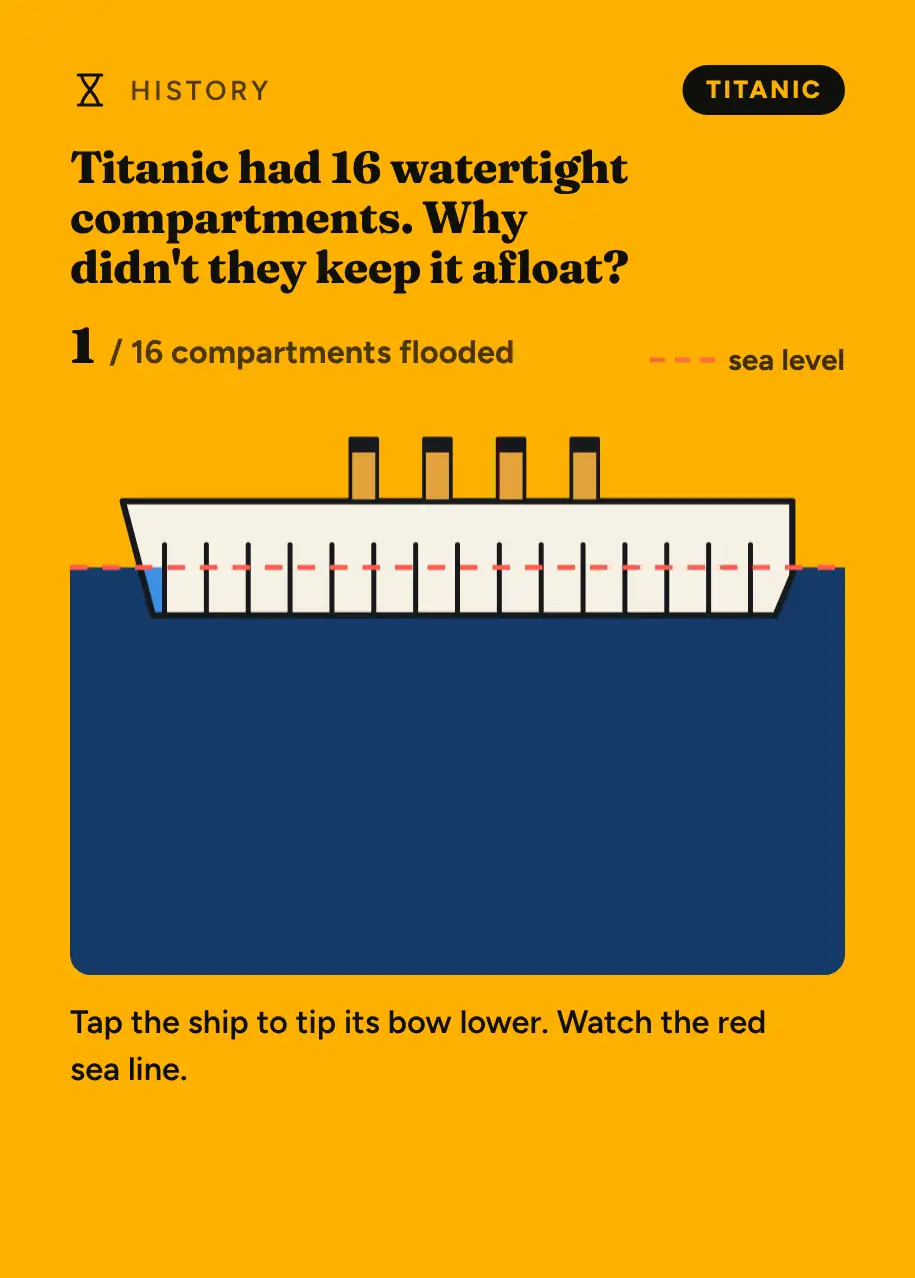 HISTORY
TITANIC
Titanic had 16 watertight
compartments. Why
didn't they keep it afloat?
1 / 16 compartments flooded
sea level
Tap the ship to tip its bow lower. Watch the red
sea line.